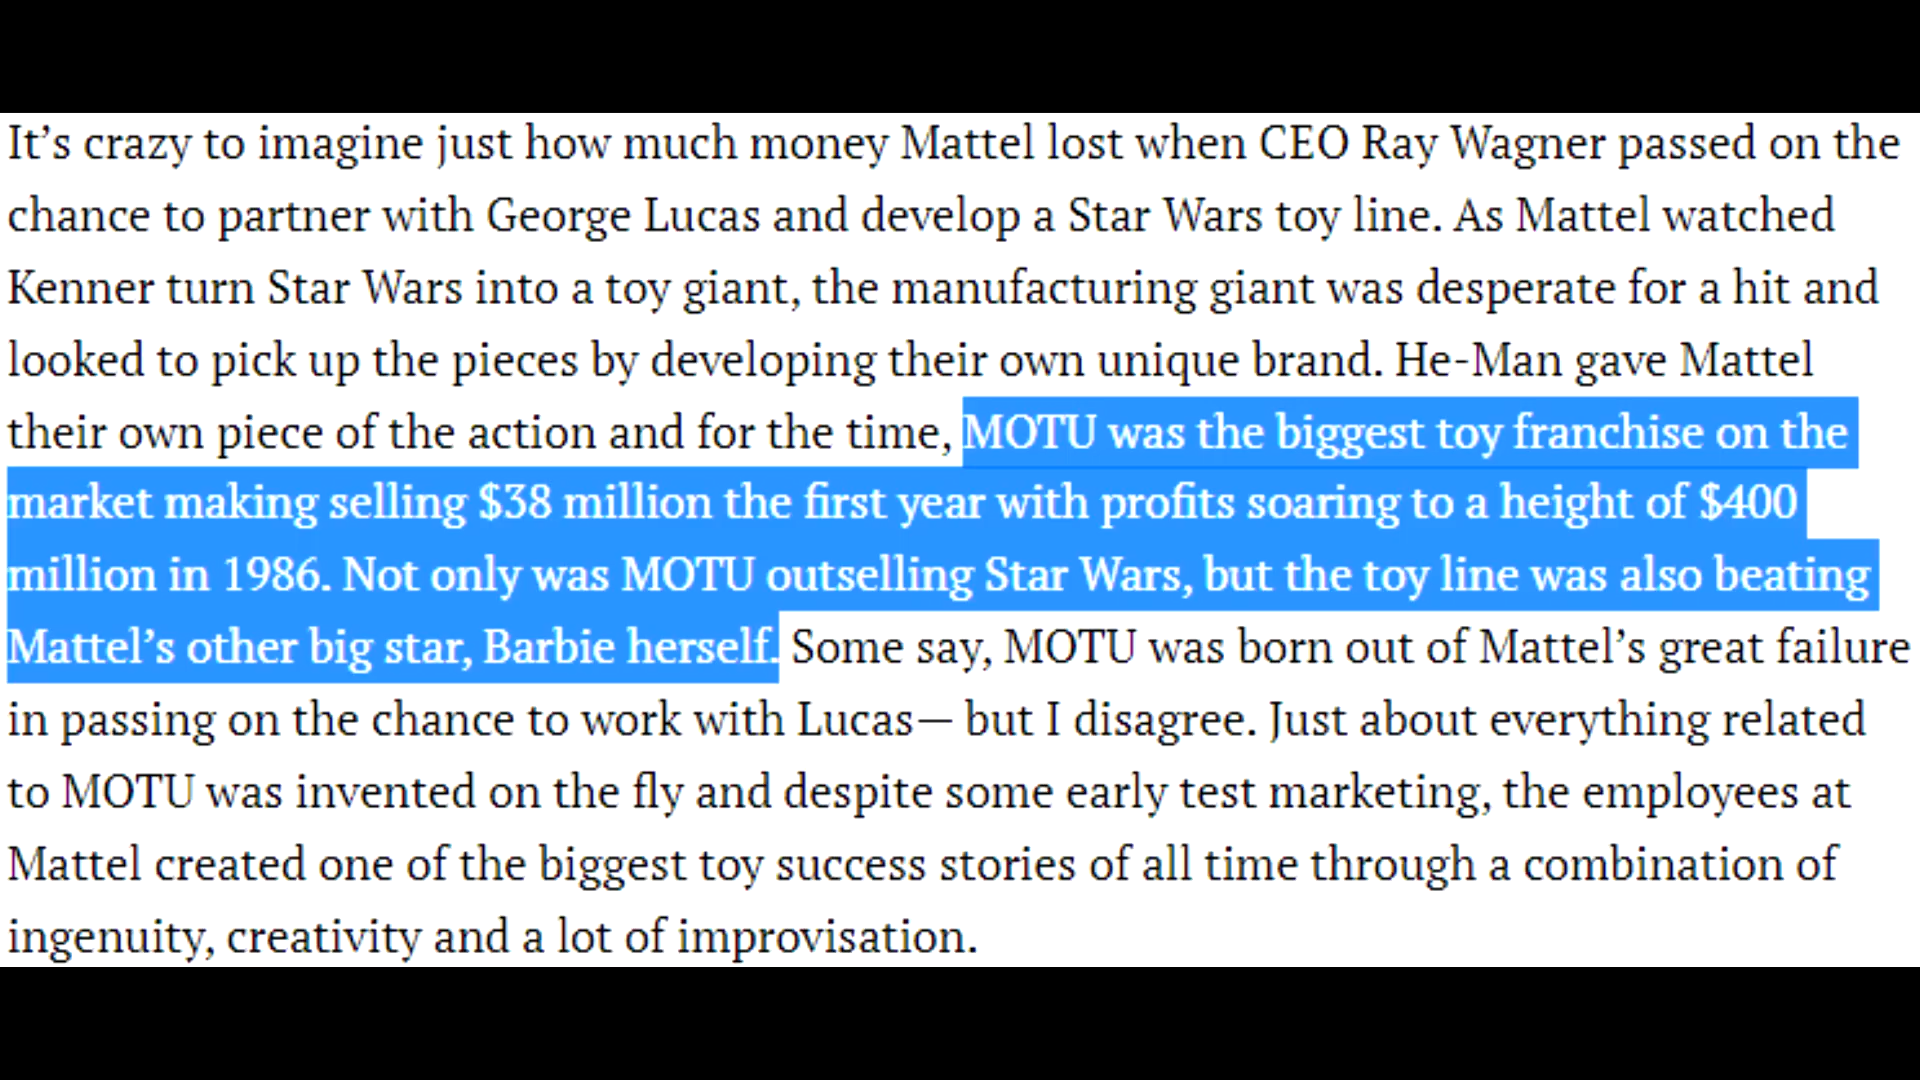 It’s crazy to imagine just how much money Mattel lost when CEO Ray Wagner passed on the
chance to partner with George Lucas and develop a Star Wars toy line. As Mattel watched
Kenner turn Star Wars into a toy giant, the manufacturing giant was desperate for a hit and
looked to pick up the pieces by developing their own unique brand. He-Man gave Mattel
their own piece of the action and for the time, MOTU was the biggest toy franchise on the
market making selling $38 million the first year with profits soaring to a height of $400
million in 1986. Not only was MOTU outselling Star Wars, but the toy line was also beating
Mattel’s other big star, Barbie herself. Some say, MOTU was born out of Mattel’s great failure
in passing on the chance to work with Lucas— but I disagree. Just about everything related
to MOTU was invented on the fly and despite some early test marketing, the employees at
Mattel created one of the biggest toy success stories of all time through a combination of
ingenuity, creativity and a lot of improvisation.